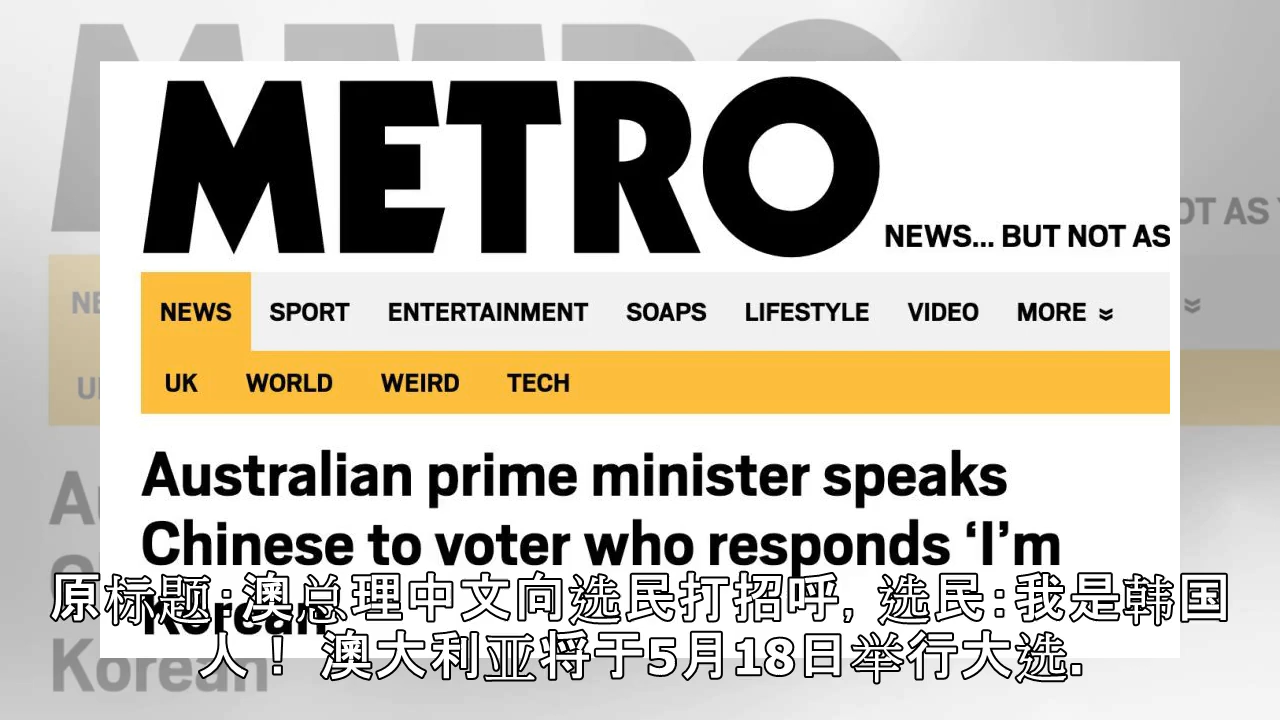 METRO
NEWS... BUT NOT AS
NEWS SPORT ENTERTAINMENT SOAPS LIFESTYLE VIDEO MORE
UK WORLD WEIRD TECH
Australian prime minister speaks
Chinese to voter who responds ‘I’m
Korean’
原标题:澳总理中文向选民打招呼, 选民:我是韩国
人！ 澳大利亚将于5月18日举行大选.